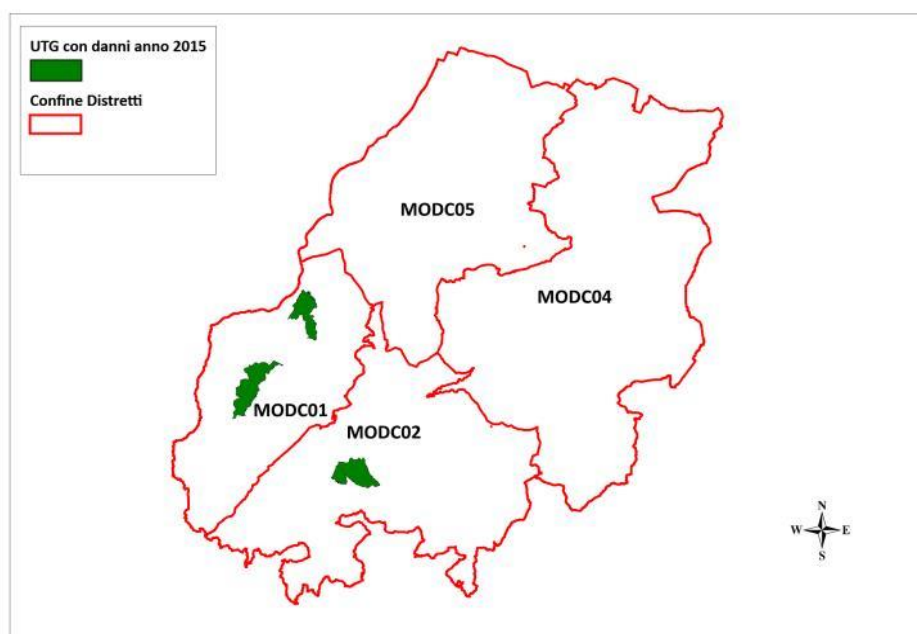 UTG con danni anno 2015
Confine Distretti
MODC05
MODC04
MODC01
MODC02
N
W E
S